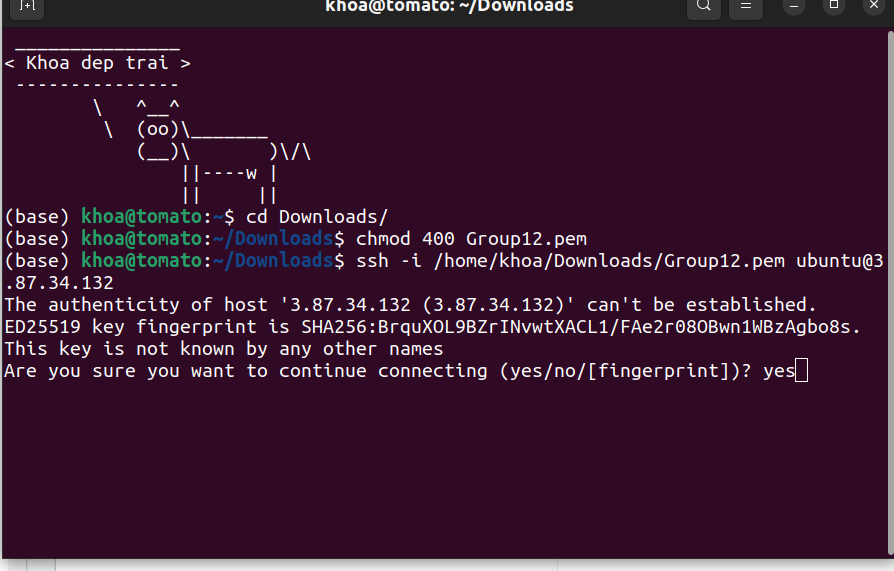 khoa@tomato: ~/Downloads
_______________
< Khoa dep trai >
 ---------------
        \   ^__^
         \  (oo)\_______
            (__)\       )\/\
                ||----w |
                ||     ||
(base) khoa@tomato:~$ cd Downloads/
(base) khoa@tomato:~/Downloads$ chmod 400 Group12.pem
(base) khoa@tomato:~/Downloads$ ssh -i /home/khoa/Downloads/Group12.pem ubuntu@3
.87.34.132
The authenticity of host '3.87.34.132 (3.87.34.132)' can't be established.
ED25519 key fingerprint is SHA256:BrquXOL9BZrINvwtXACL1/FAe2r08OBwn1WBzAgbo8s.
This key is not known by any other names
Are you sure you want to continue connecting (yes/no/[fingerprint])? yes